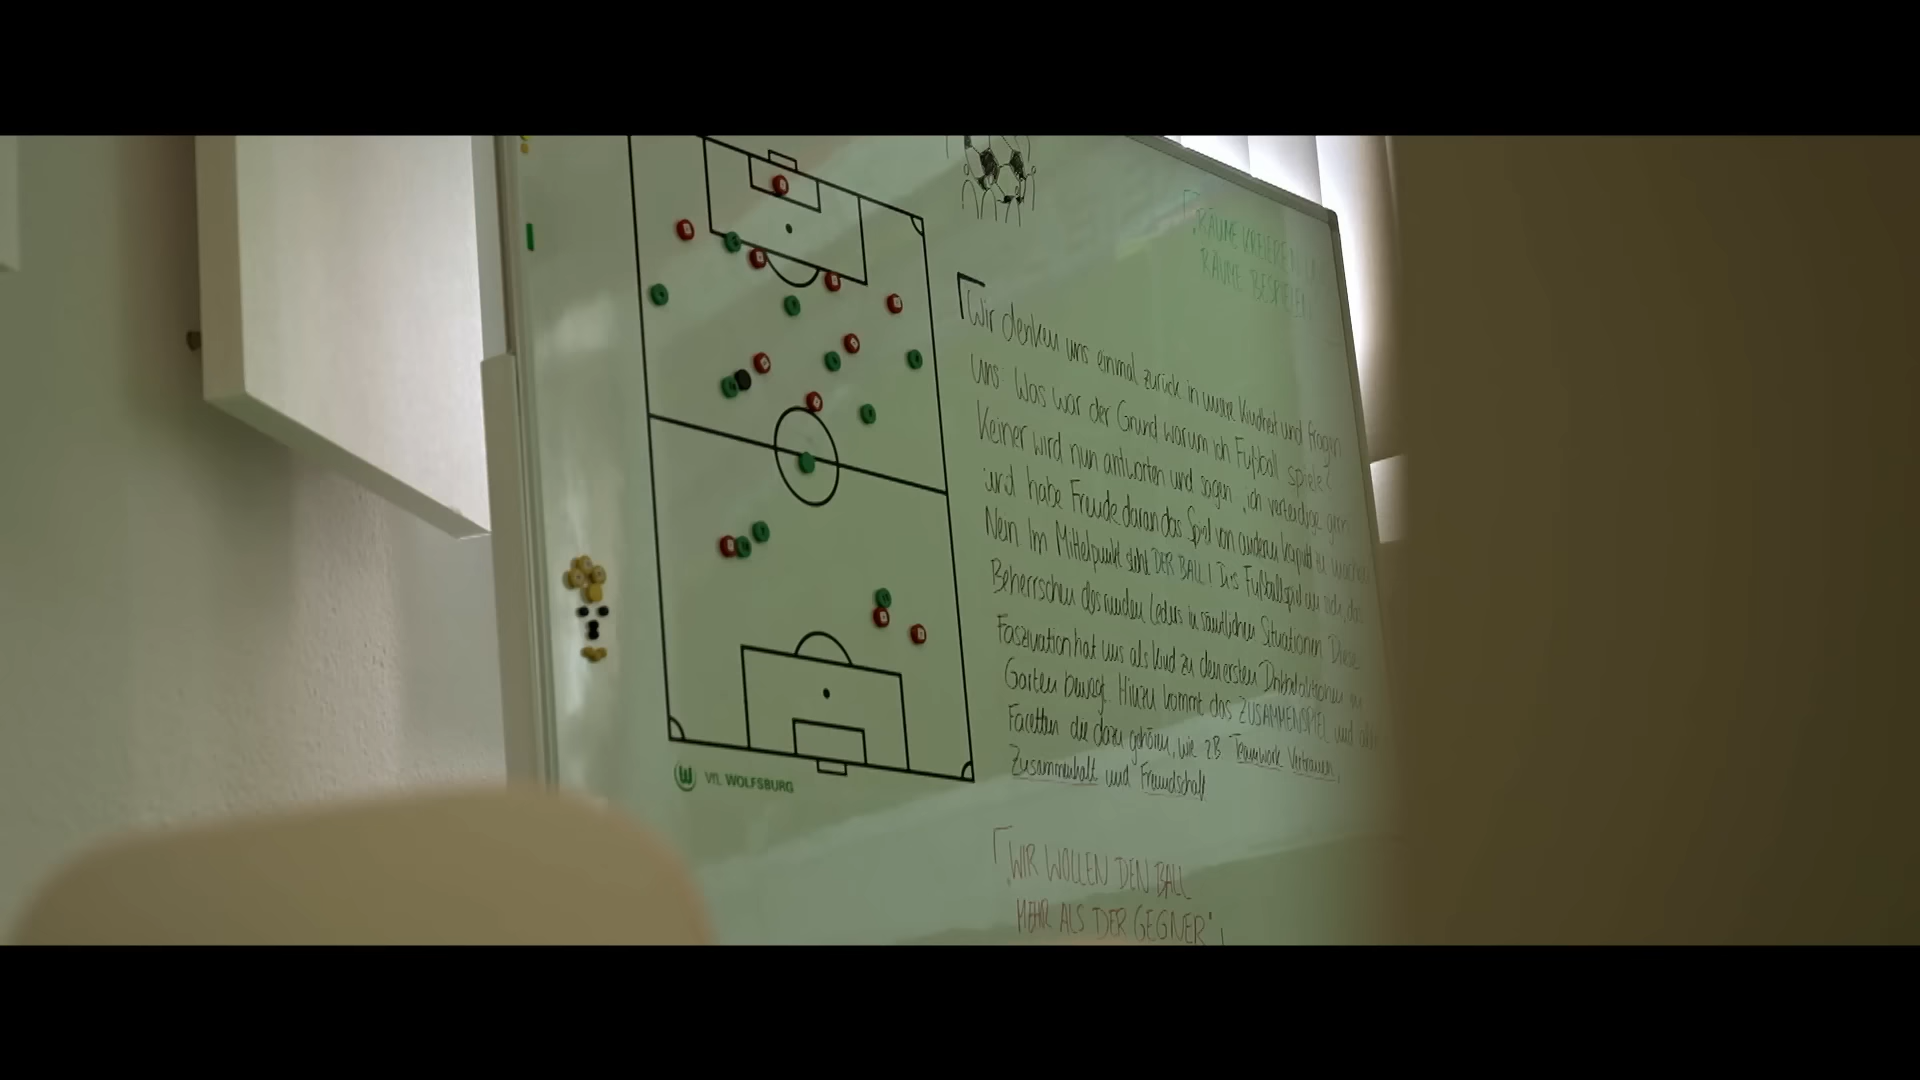 RÄUME KREIEREN
RÄUME BESPIELEN
Wir denken uns einmal zurück in unsere Kindheit und fragen
uns: Was war der Grund warum ich Fußball spiele?
Keiner wird nun antworten und sagen, ich verteidige gern
und habe Freude daran das Spiel von anderen kaputt zu machen
Nein Im Mittelpunkt steht DER BALL! Das Fußballspiel an sich, das
Beherrschen des runden Leders in sämtlichen Situationen Diese
Faszination hat uns als Kind zu den ersten
Garten bewegt. Hinzu kommt das ZUSAMMENSPIEL und
Facetten die dazu gehören, wie z.B Teamwork Vertrauen,
Zusammenhalt und Freundschaft
VfL WOLFSBURG
WIR WOLLEN DEN BALL
MEHR ALS DER GEGNER"!